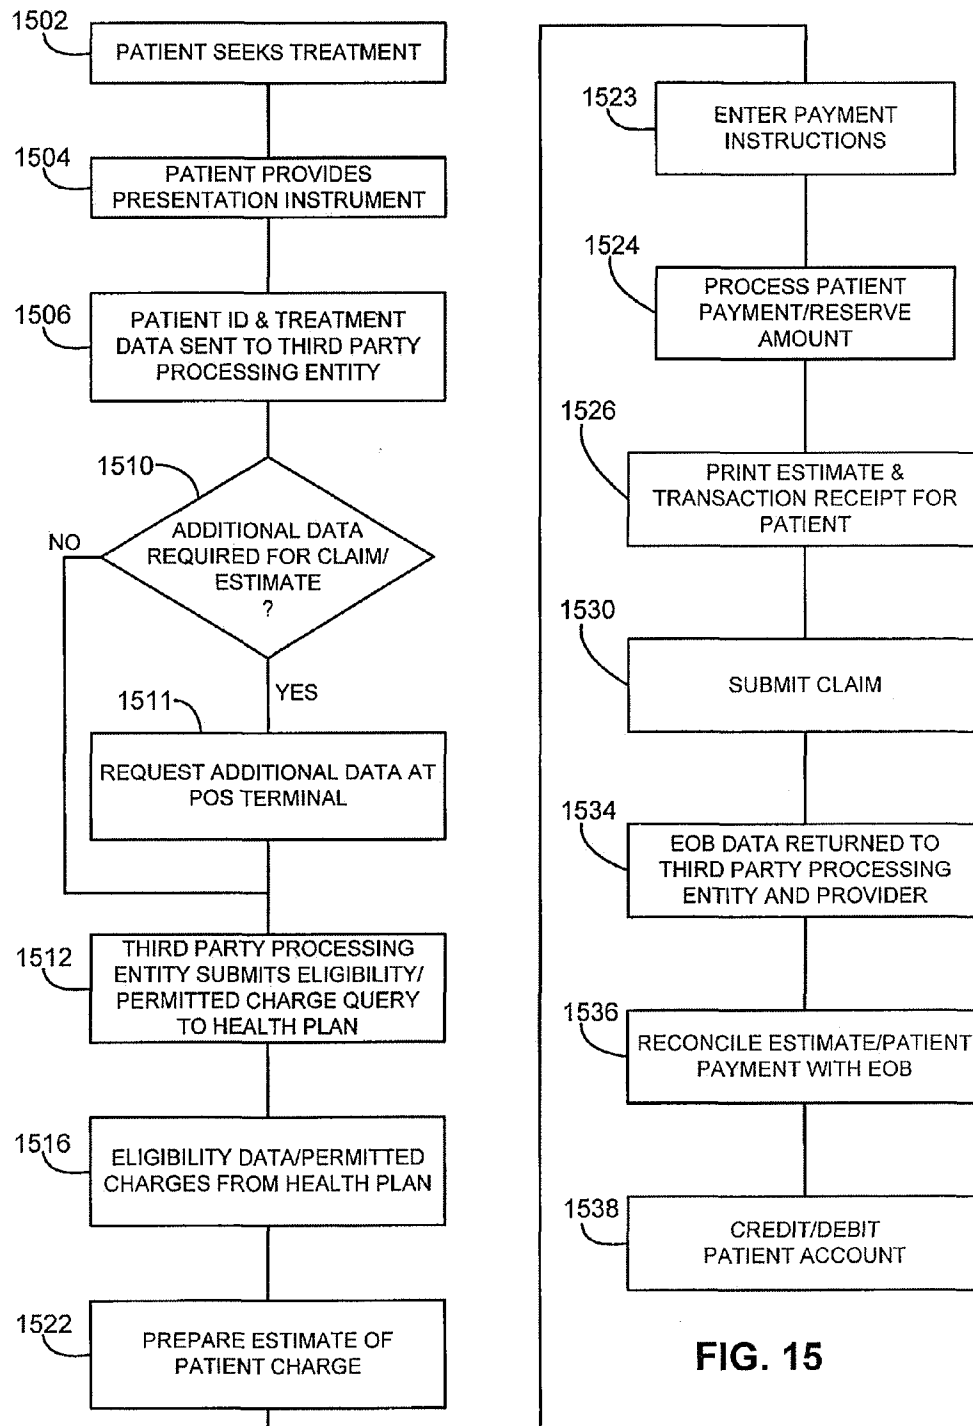 1502
PATIENT SEEKS TREATMENT
1504
PATIENT PROVIDES
PRESENTATION INSTRUMENT
1506
PATIENT ID & TREATMENT
DATA SENT TO THIRD PARTY
PROCESSING ENTITY
1510
ADDITIONAL DATA
REQUIRED FOR CLAIM/
ESTIMATE
?
NO
YES
1511
REQUEST ADDITIONAL DATA AT
POS TERMINAL
1512
THIRD PARTY PROCESSING
ENTITY SUBMITS ELIGIBILITY/
PERMITTED CHARGE QUERY
TO HEALTH PLAN
1516
ELIGIBILITY DATA/PERMITTED
CHARGES FROM HEALTH PLAN
1522
PREPARE ESTIMATE OF
PATIENT CHARGE
1523
ENTER PAYMENT
INSTRUCTIONS
1524
PROCESS PATIENT
PAYMENT/RESERVE
AMOUNT
1526
PRINT ESTIMATE &
TRANSACTION RECEIPT FOR
PATIENT
1530
SUBMIT CLAIM
1534
EOB DATA RETURNED TO
THIRD PARTY PROCESSING
ENTITY AND PROVIDER
1536
RECONCILE ESTIMATE/PATIENT
PAYMENT WITH EOB
1538
CREDIT/DEBIT
PATIENT ACCOUNT
FIG. 15